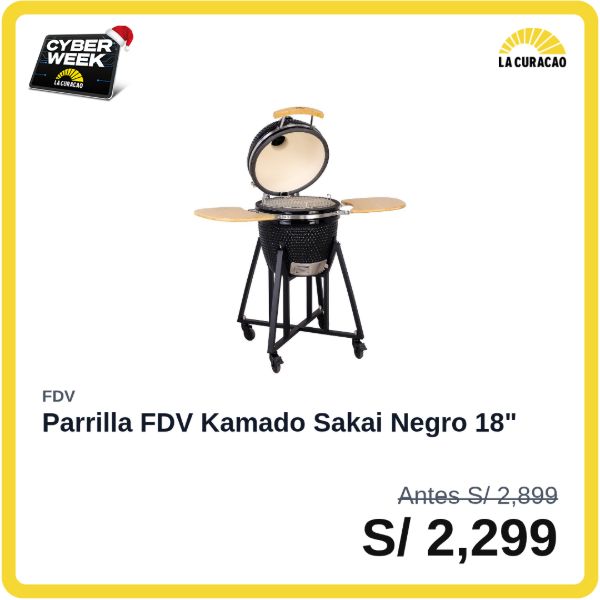 CYBER
WEEK
LA CURACAO
LA CURACAO
FDV
Parrilla FDV Kamado Sakai Negro 18"
Antes S/ 2,899
S/ 2,299